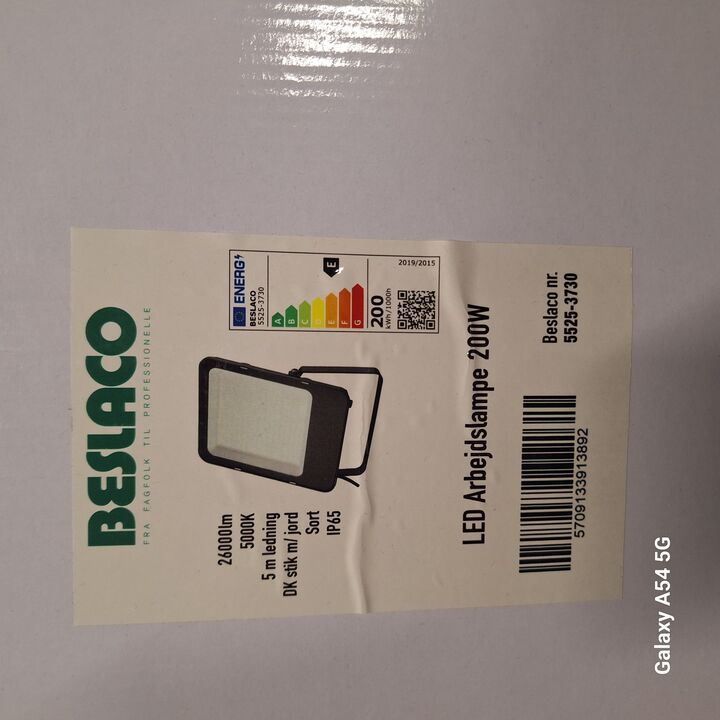 BESLACO
FRA FAGFOLK TIL PROFESSIONELLE
26000lm
5000K
5 m ledning
DK stik m/ jord
Sort
IP65
ENERG
BESLACO
5525-3730
A
B
C
D
E
F
G
E
200
kWh/1000h
2019/2015
LED Arbejdslampe 200W
5709133913892
Beslaco nr.
5525-3730
Galaxy A54 5G